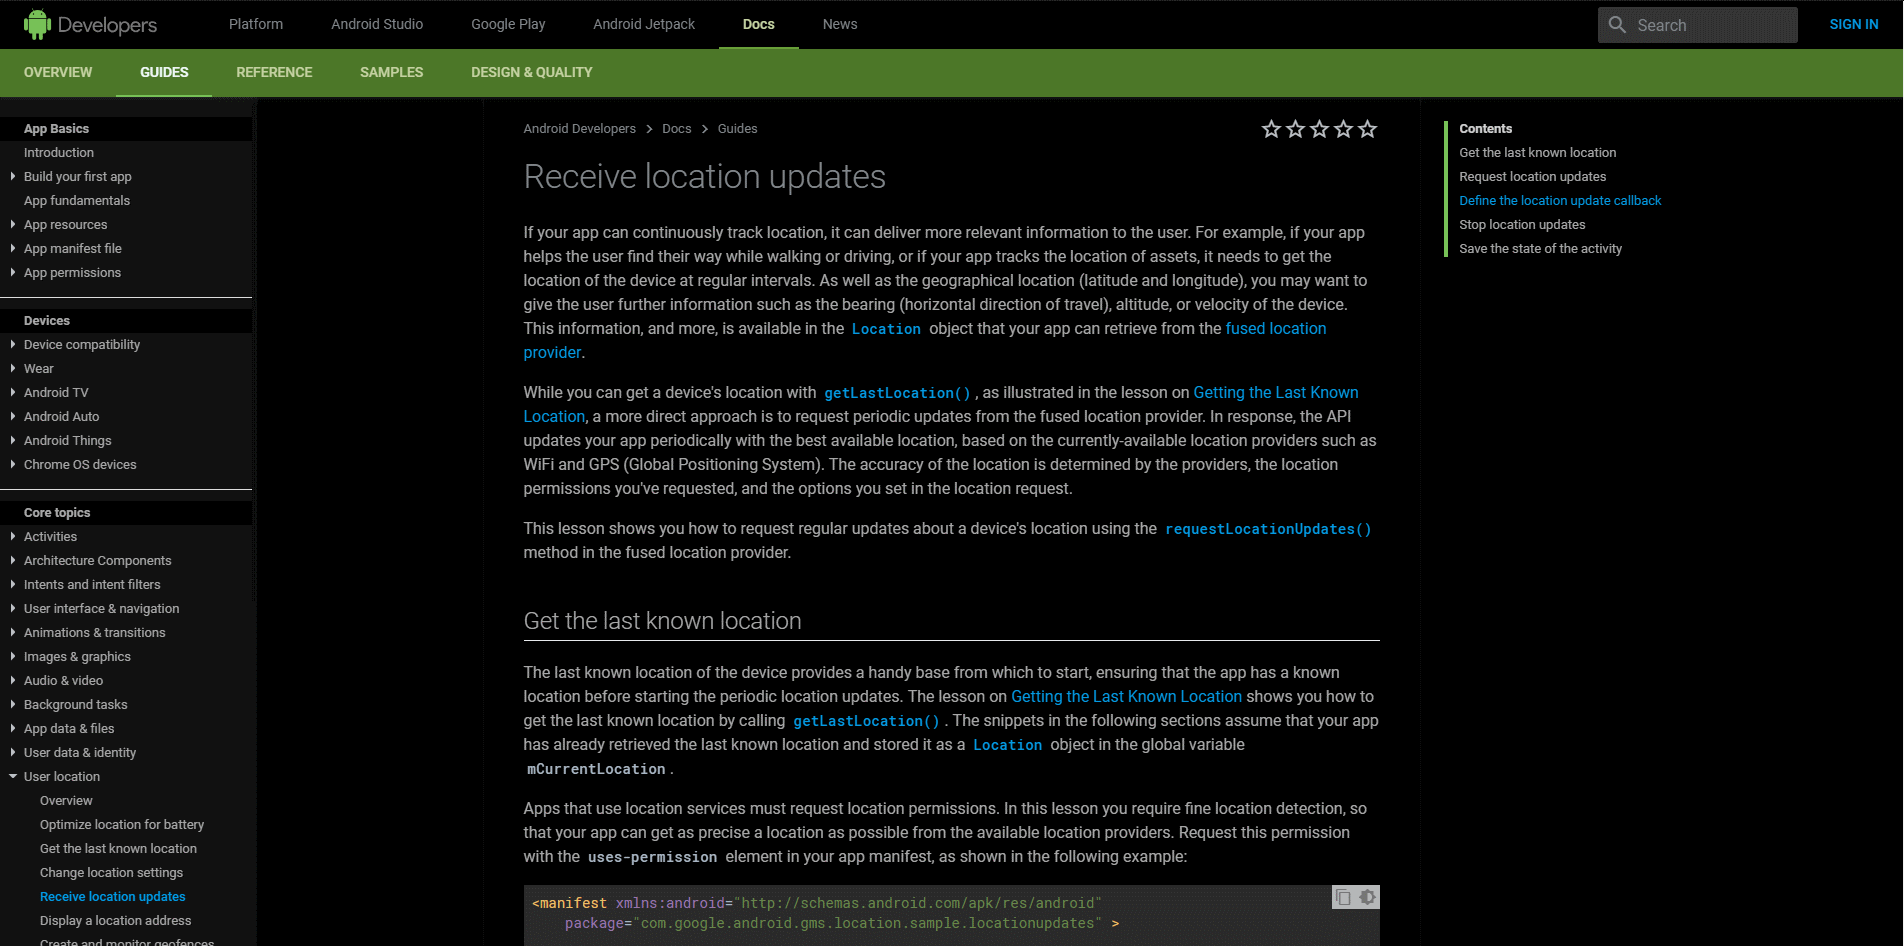 Developers
Platform
Android Studio
Google Play
Android Jetpack
Docs
News
Search
SIGN IN
OVERVIEW
GUIDES
REFERENCE
SAMPLES
DESIGN & QUALITY
App Basics
Introduction
Build your first app
App fundamentals
App resources
App manifest file
App permissions
Devices
Device compatibility
Wear
Android TV
Android Auto
Android Things
Chrome OS devices
Core topics
Activities
Architecture Components
Intents and intent filters
User interface & navigation
Animations & transitions
Images & graphics
Audio & video
Background tasks
App data & files
User data & identity
User location
Overview
Optimize location for battery
Get the last known location
Change location settings
Receive location updates
Display a location address
Create and monitor geofences
Android Developers > Docs > Guides
Receive location updates
If your app can continuously track location, it can deliver more relevant information to the user. For example, if your app
helps the user find their way while walking or driving, or if your app tracks the location of assets, it needs to get the
location of the device at regular intervals. As well as the geographical location (latitude and longitude), you may want to
give the user further information such as the bearing (horizontal direction of travel), altitude, or velocity of the device.
This information, and more, is available in the Location object that your app can retrieve from the fused location
provider.
While you can get a device's location with getLastLocation(), as illustrated in the lesson on Getting the Last Known
Location, a more direct approach is to request periodic updates from the fused location provider. In response, the API
updates your app periodically with the best available location, based on the currently-available location providers such as
WiFi and GPS (Global Positioning System). The accuracy of the location is determined by the providers, the location
permissions you've requested, and the options you set in the location request.
This lesson shows you how to request regular updates about a device's location using the requestLocationUpdates()
method in the fused location provider.
Get the last known location
The last known location of the device provides a handy base from which to start, ensuring that the app has a known
location before starting the periodic location updates. The lesson on Getting the Last Known Location shows you how to
get the last known location by calling getLastLocation(). The snippets in the following sections assume that your app
has already retrieved the last known location and stored it as a Location object in the global variable
mCurrentLocation.
Apps that use location services must request location permissions. In this lesson you require fine location detection, so
that your app can get as precise a location as possible from the available location providers. Request this permission
with the uses-permission element in your app manifest, as shown in the following example:
<manifest xmlns:android="http://schemas.android.com/apk/res/android"
package="com.google.android.gms.location.sample.locationupdates" >
Contents
Get the last known location
Request location updates
Define the location update callback
Stop location updates
Save the state of the activity